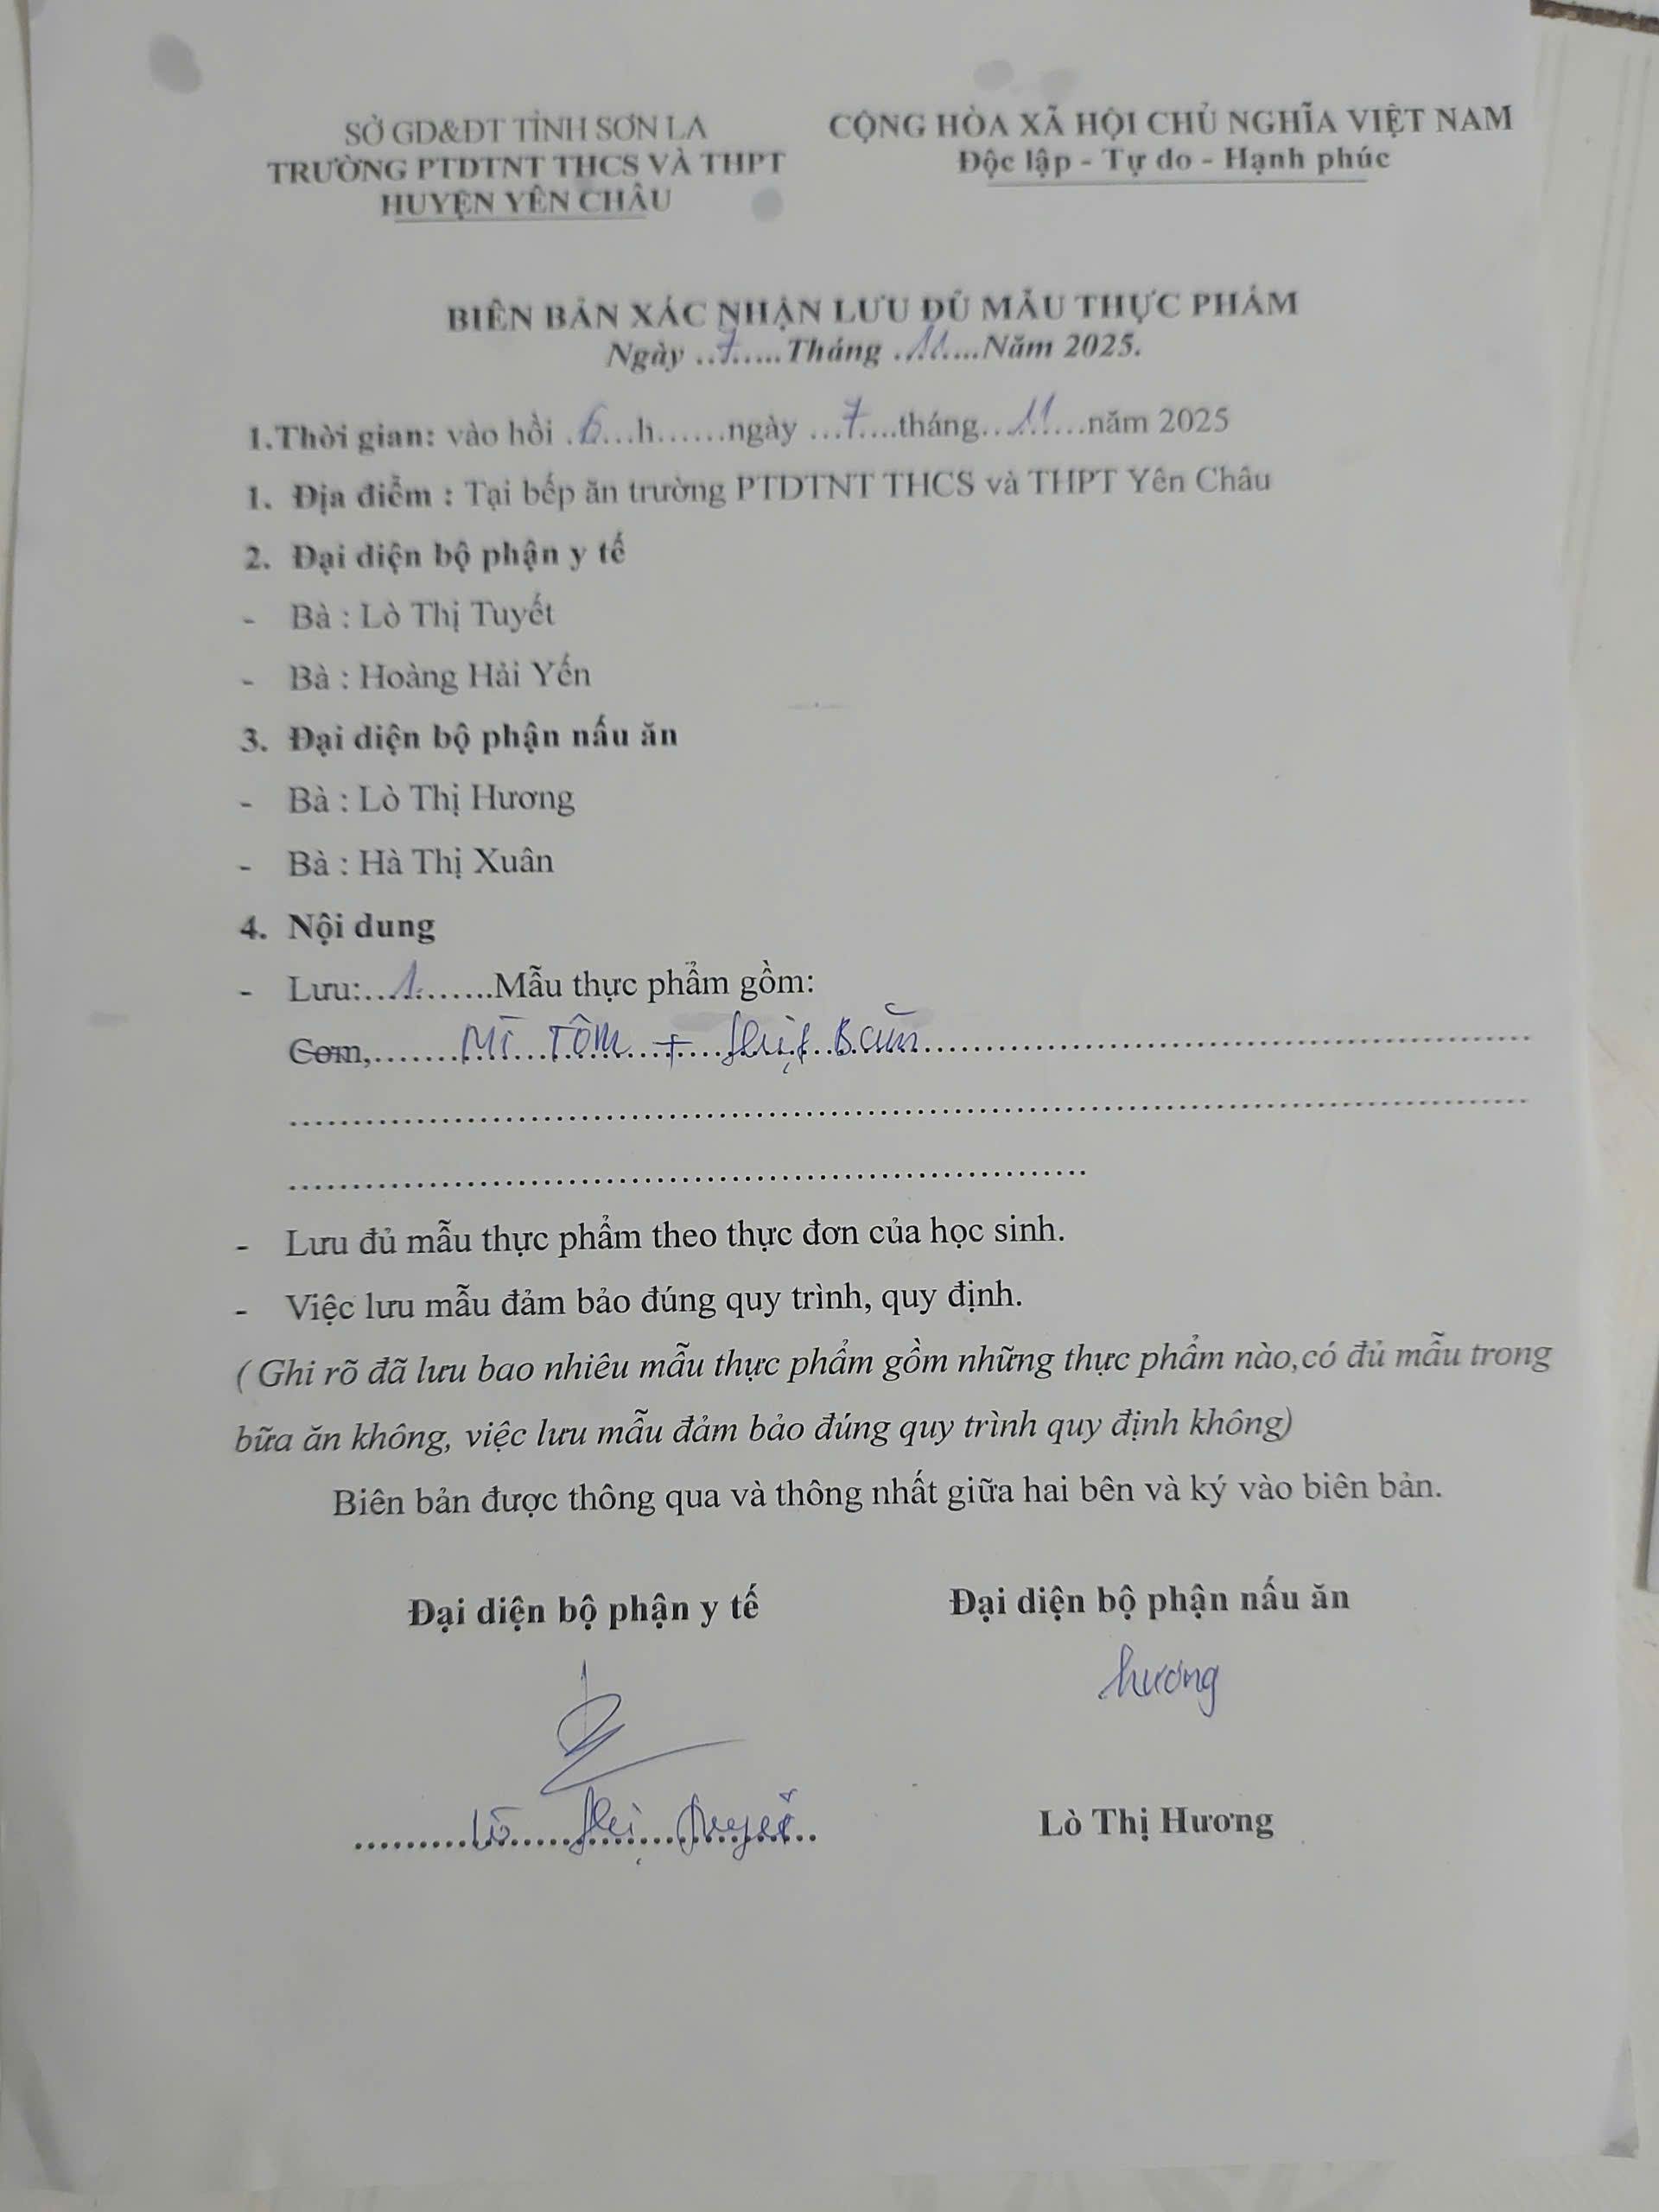 SỞ GD&ĐT TỈNH SƠN LA
TRƯỜNG PTDTNT THCS VÀ THPT
HUYỆN YÊN CHÂU
CỘNG HÒA XÃ HỘI CHỦ NGHĨA VIỆT NAM
Độc lập - Tự do - Hạnh phúc
BIÊN BẢN XÁC NHẬN LƯU ĐỦ MẪU THỰC PHẨM
Ngày ..7.....Tháng .11.....Năm 2025.
1.Thời gian: vào hồi .6...h......ngày ...7....tháng...11....năm 2025
1. Địa điểm : Tại bếp ăn trường PTDTNT THCS và THPT Yên Châu
2. Đại diện bộ phận y tế
- Bà : Lò Thị Tuyết
- Bà : Hoàng Hải Yến
3. Đại diện bộ phận nấu ăn
- Bà : Lò Thị Hương
- Bà : Hà Thị Xuân
4. Nội dung
- Lưu:....1.......Mẫu thực phẩm gồm:
Cơm,.......Mì Tôm + thịt Băm..............................
- Lưu đủ mẫu thực phẩm theo thực đơn của học sinh.
- Việc lưu mẫu đảm bảo đúng quy trình, quy định.
( Ghi rõ đã lưu bao nhiêu mẫu thực phẩm gồm những thực phẩm nào,có đủ mẫu trong
bữa ăn không, việc lưu mẫu đảm bảo đúng quy trình quy định không)
Biên bản được thông qua và thông nhất giữa hai bên và ký vào biên bản.
Đại diện bộ phận y tế
Đại diện bộ phận nấu ăn
hương
Lò Thị Tuyết
Lò Thị Hương